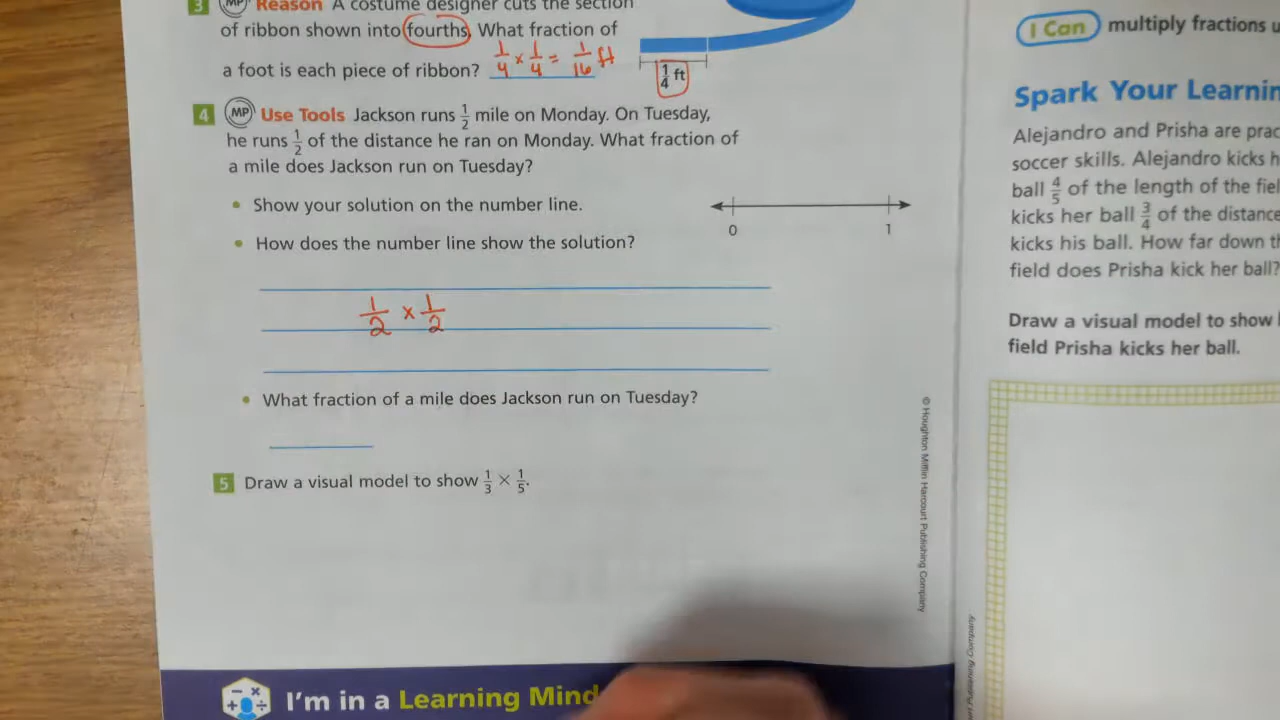 3 MP Reason A costume designer cuts the section
of ribbon shown into fourths. What fraction of
a foot is each piece of ribbon? 1/4 × 1/4 = 1/16 ft
1/4 ft
4 MP Use Tools Jackson runs 1/2 mile on Monday. On Tuesday,
he runs 1/2 of the distance he ran on Monday. What fraction of
a mile does Jackson run on Tuesday?
• Show your solution on the number line.
0 1
• How does the number line show the solution?
1/2 × 1/2
• What fraction of a mile does Jackson run on Tuesday?
5 Draw a visual model to show 1/3 × 1/5.
© Houghton Mifflin Harcourt Publishing Company
I'm in a Learning Mind
I Can multiply fractions
Spark Your Learnin
Alejandro and Prisha are prac
soccer skills. Alejandro kicks h
ball 4/5 of the length of the fiel
kicks her ball 3/4 of the distance
kicks his ball. How far down th
field does Prisha kick her ball?
Draw a visual model to show
field Prisha kicks her ball.
Publishing Company